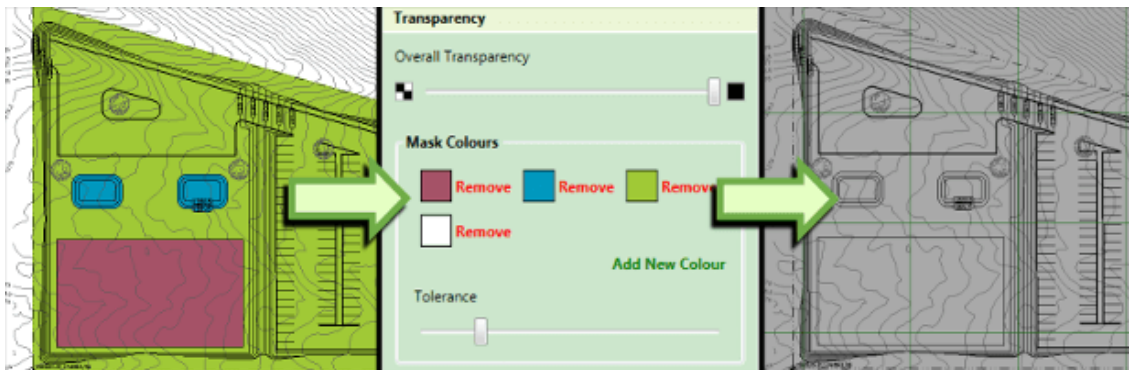 Transparency
Overall Transparency
Mask Colours
Remove Remove Remove
Remove
Add New Colour
Tolerance